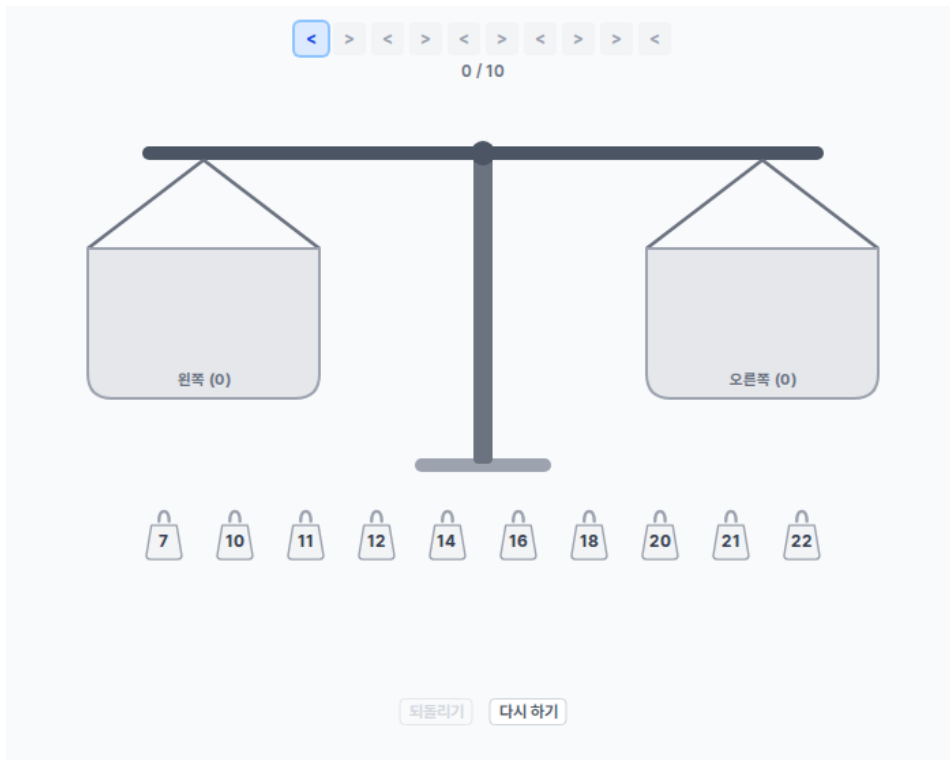 < > < > < > < > > <
0 / 10
왼쪽 (0) 오른쪽 (0)
7 10 11 12 14 16 18 20 21 22
되돌리기 다시 하기